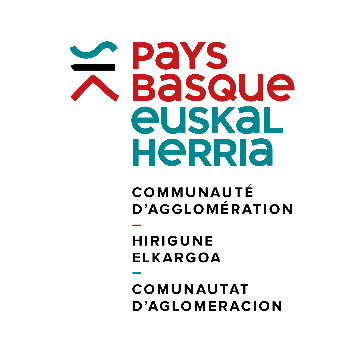 PAYS
BASQUE
EUSKAL
HERRIA
COMMUNAUTÉ
D'AGGLOMÉRATION
HIRIGUNE
ELKARGOA
COMUNAUTAT
D'AGLOMERACION